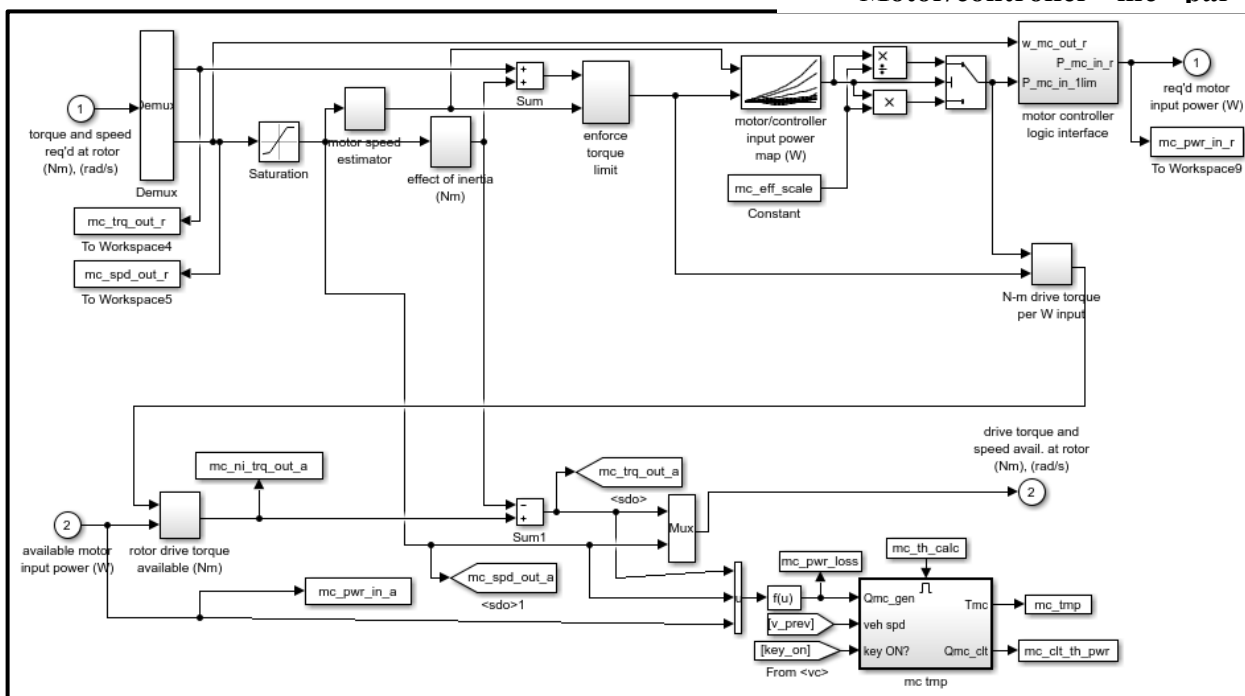 Motor/controller
w_mc_out_r
P_mc_in_r
P_mc_in_1lim
motor controller
logic interface
1
req'd motor
input power (W)
mc_pwr_in_r
To Workspace9
1
torque and speed
req'd at rotor
(Nm), (rad/s)
Demux
Demux
Saturation
motor speed
estimator
effect of inertia
(Nm)
+
+
Sum
enforce
torque
limit
motor/controller
input power
map (W)
×
÷
×
mc_eff_scale
Constant
mc_trq_out_r
To Workspace4
mc_spd_out_r
To Workspace5
N-m drive torque
per W input
drive torque and
speed avail. at rotor
(Nm), (rad/s)
2
mc_ni_trq_out_a
mc_trq_out_a
<sdo>
2
available motor
input power (W)
rotor drive torque
available (Nm)
−
+
Sum1
Mux
mc_pwr_in_a
mc_spd_out_a
<sdo>1
mc_pwr_loss
mc_th_calc
f(u)
[v_prev]
[key_on]
From <vc>
Qmc_gen
veh spd
key ON?
Tmc
Qmc_clt
mc tmp
mc_tmp
mc_clt_th_pwr